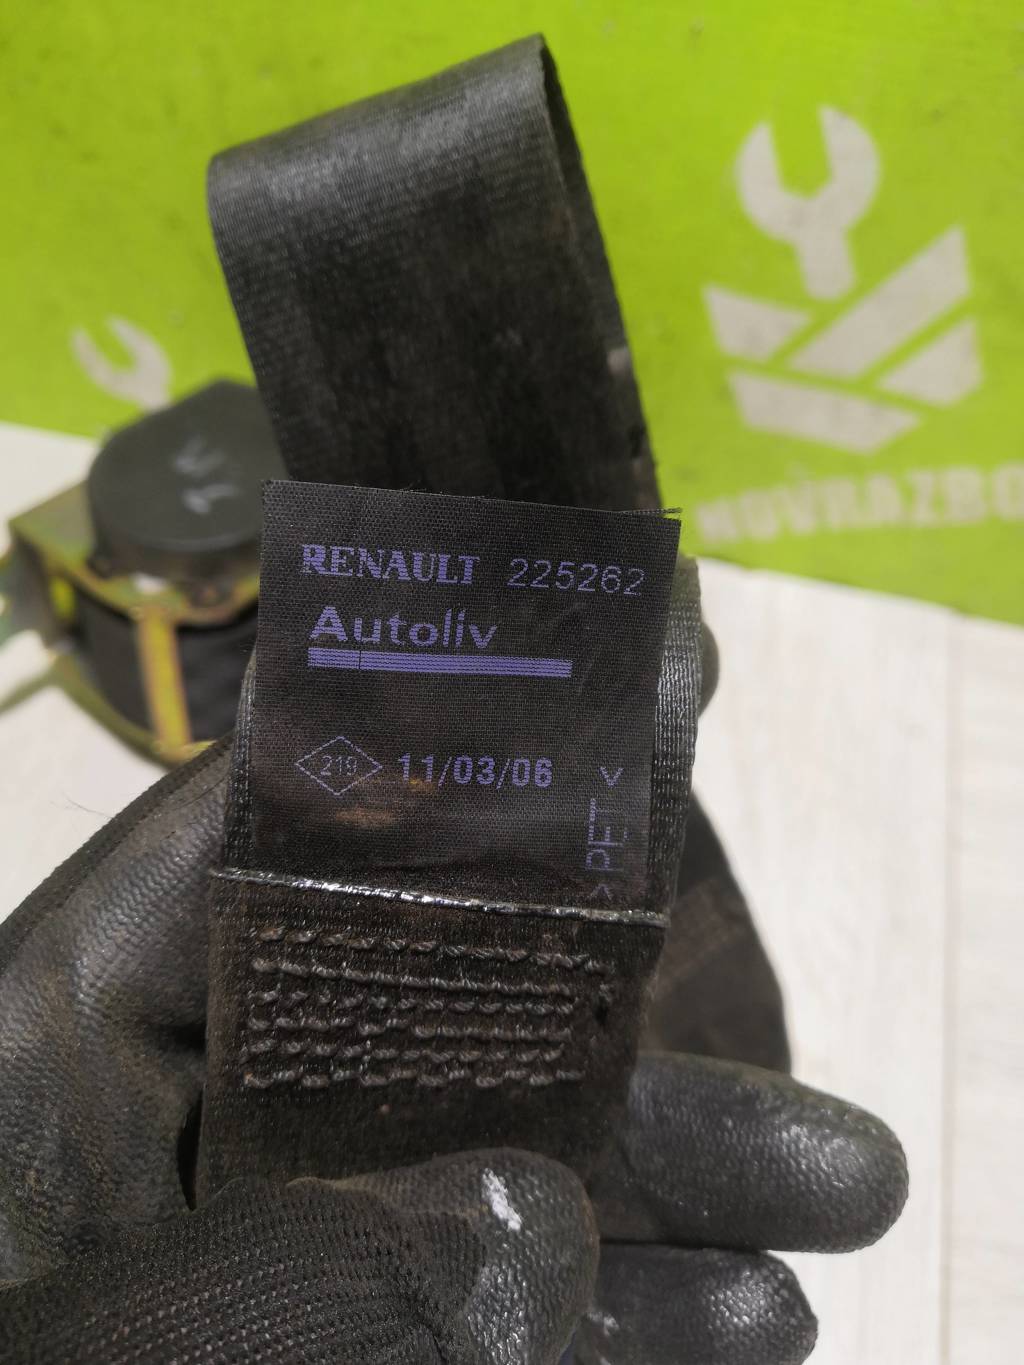 RENAULT 225262
Autoliv
219 11/03/06
>PET<